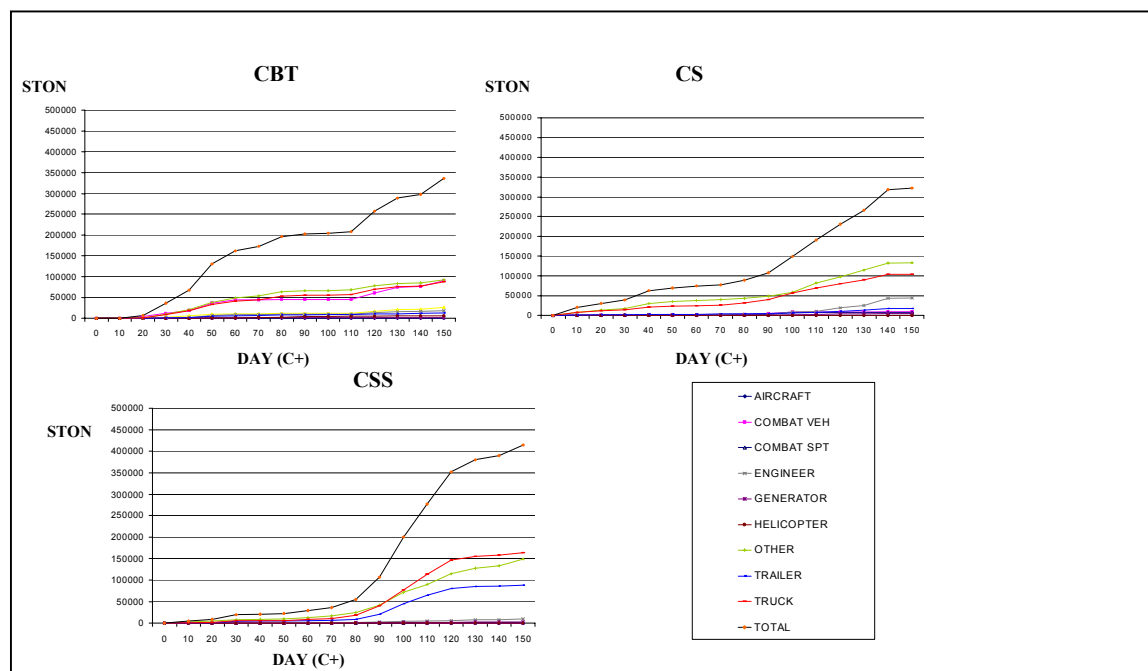 CBT
STON
500000
450000
400000
350000
300000
250000
200000
150000
100000
50000
0
0 10 20 30 40 50 60 70 80 90 100 110 120 130 140 150
DAY (C+)
CS
STON
500000
450000
400000
350000
300000
250000
200000
150000
100000
50000
0
0 10 20 30 40 50 60 70 80 90 100 110 120 130 140 150
DAY (C+)
CSS
STON
500000
450000
400000
350000
300000
250000
200000
150000
100000
50000
0
0 10 20 30 40 50 60 70 80 90 100 110 120 130 140 150
DAY (C+)
AIRCRAFT
COMBAT VEH
COMBAT SPT
ENGINEER
GENERATOR
HELICOPTER
OTHER
TRAILER
TRUCK
TOTAL